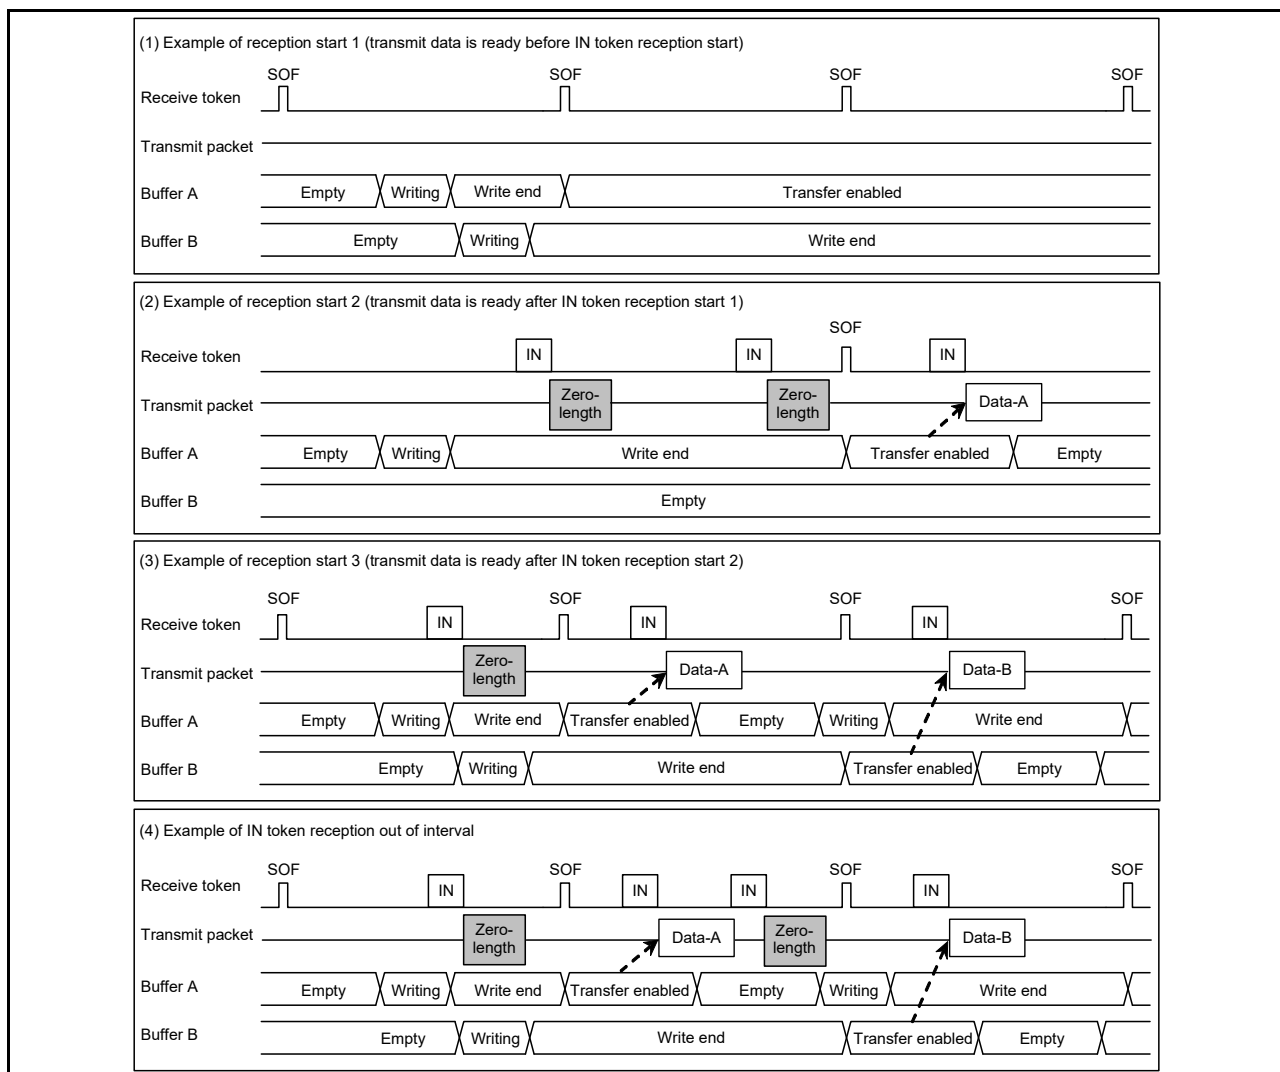 (1) Example of reception start 1 (transmit data is ready before IN token reception start)
SOF SOF SOF SOF
Receive token
Transmit packet
Buffer A Empty Writing Write end Transfer enabled
Buffer B Empty Writing Write end
(2) Example of reception start 2 (transmit data is ready after IN token reception start 1)
SOF
Receive token IN IN IN
Transmit packet Zero-length Zero-length Data-A
Buffer A Empty Writing Write end Transfer enabled Empty
Buffer B Empty
(3) Example of reception start 3 (transmit data is ready after IN token reception start 2)
SOF SOF SOF SOF
Receive token IN IN IN
Transmit packet Zero-length Data-A Data-B
Buffer A Empty Writing Write end Transfer enabled Empty Writing Write end
Buffer B Empty Writing Write end Transfer enabled Empty
(4) Example of IN token reception out of interval
SOF SOF SOF SOF
Receive token IN IN IN IN
Transmit packet Zero-length Data-A Zero-length Data-B
Buffer A Empty Writing Write end Transfer enabled Empty Writing Write end
Buffer B Empty Writing Write end Transfer enabled Empty